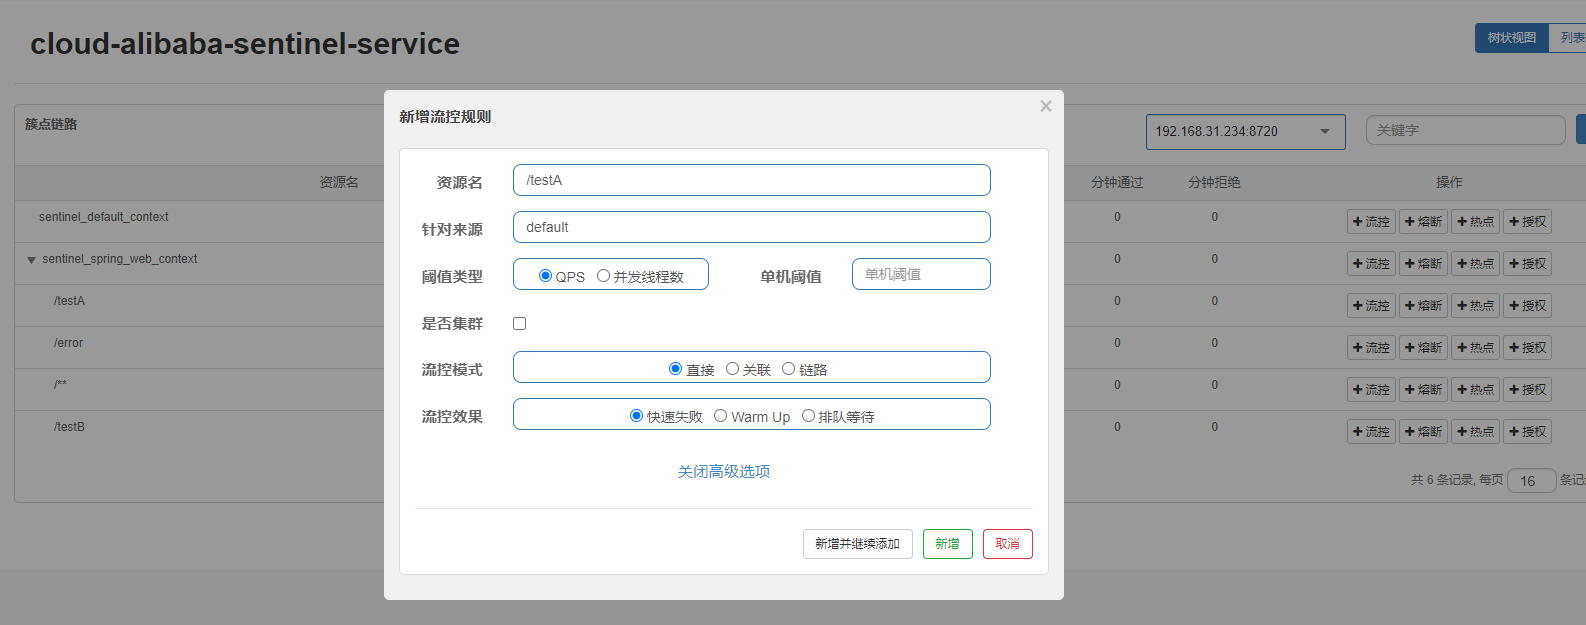 cloud-alibaba-sentinel-service
树状视图
列表
新增流控规则
×
簇点链路
192.168.31.234:8720
关键字
资源名
分钟通过
分钟拒绝
操作
资源名
/testA
针对来源
default
阈值类型
QPS
并发线程数
单机阈值
单机阈值
是否集群
流控模式
直接
关联
链路
流控效果
快速失败
Warm Up
排队等待
关闭高级选项
新增并继续添加
新增
取消
sentinel_default_context
0
0
+流控
+熔断
+热点
+授权
sentinel_spring_web_context
0
0
+流控
+熔断
+热点
+授权
/testA
0
0
+流控
+熔断
+热点
+授权
/error
0
0
+流控
+熔断
+热点
+授权
/**
0
0
+流控
+熔断
+热点
+授权
/testB
0
0
+流控
+熔断
+热点
+授权
共 6 条记录, 每页
16
条记